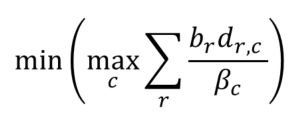 min(max_c ∑_r b_r d_{r,c} / β_c)